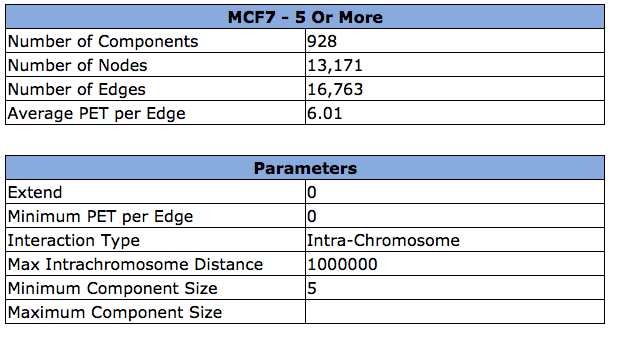 MCF7 - 5 Or More
Number of Components 928
Number of Nodes 13,171
Number of Edges 16,763
Average PET per Edge 6.01
Parameters
Extend 0
Minimum PET per Edge 0
Interaction Type Intra-Chromosome
Max Intrachromosome Distance 1000000
Minimum Component Size 5
Maximum Component Size